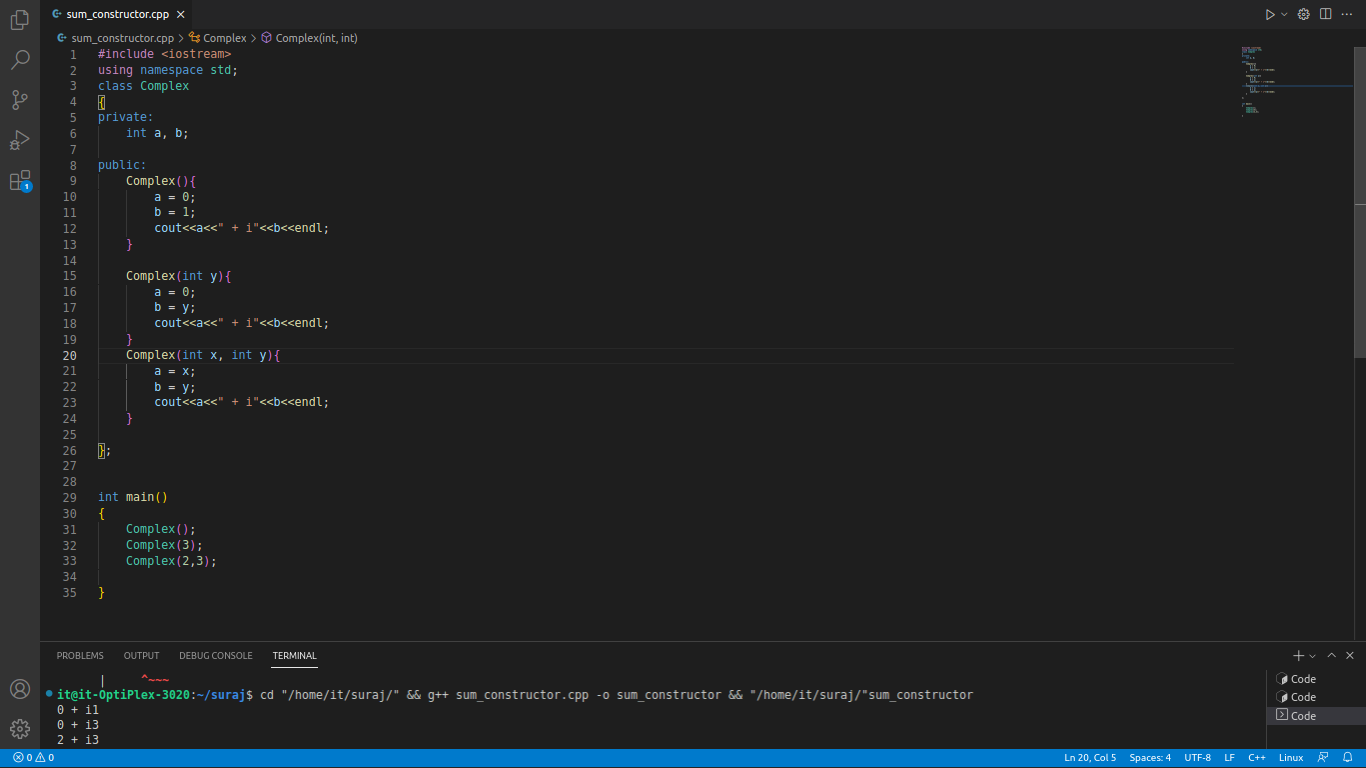 sum_constructor.cpp
sum_constructor.cpp > Complex > Complex(int, int)
1 #include <iostream>
2 using namespace std;
3 class Complex
4 {
5 private:
6     int a, b;
7
8 public:
9     Complex(){
10         a = 0;
11         b = 1;
12         cout<<a<<" + i"<<b<<endl;
13     }
14
15     Complex(int y){
16         a = 0;
17         b = y;
18         cout<<a<<" + i"<<b<<endl;
19     }
20     Complex(int x, int y){
21         a = x;
22         b = y;
23         cout<<a<<" + i"<<b<<endl;
24     }
25
26 };
27
28
29 int main()
30 {
31     Complex();
32     Complex(3);
33     Complex(2,3);
34
35 }
1
PROBLEMS OUTPUT DEBUG CONSOLE TERMINAL
| ^~~~
it@it-OptiPlex-3020:~/suraj$ cd "/home/it/suraj/" && g++ sum_constructor.cpp -o sum_constructor && "/home/it/suraj/"sum_constructor
0 + i1
0 + i3
2 + i3
Code
Code
Code
0 0 Ln 20, Col 5 Spaces: 4 UTF-8 LF C++ Linux